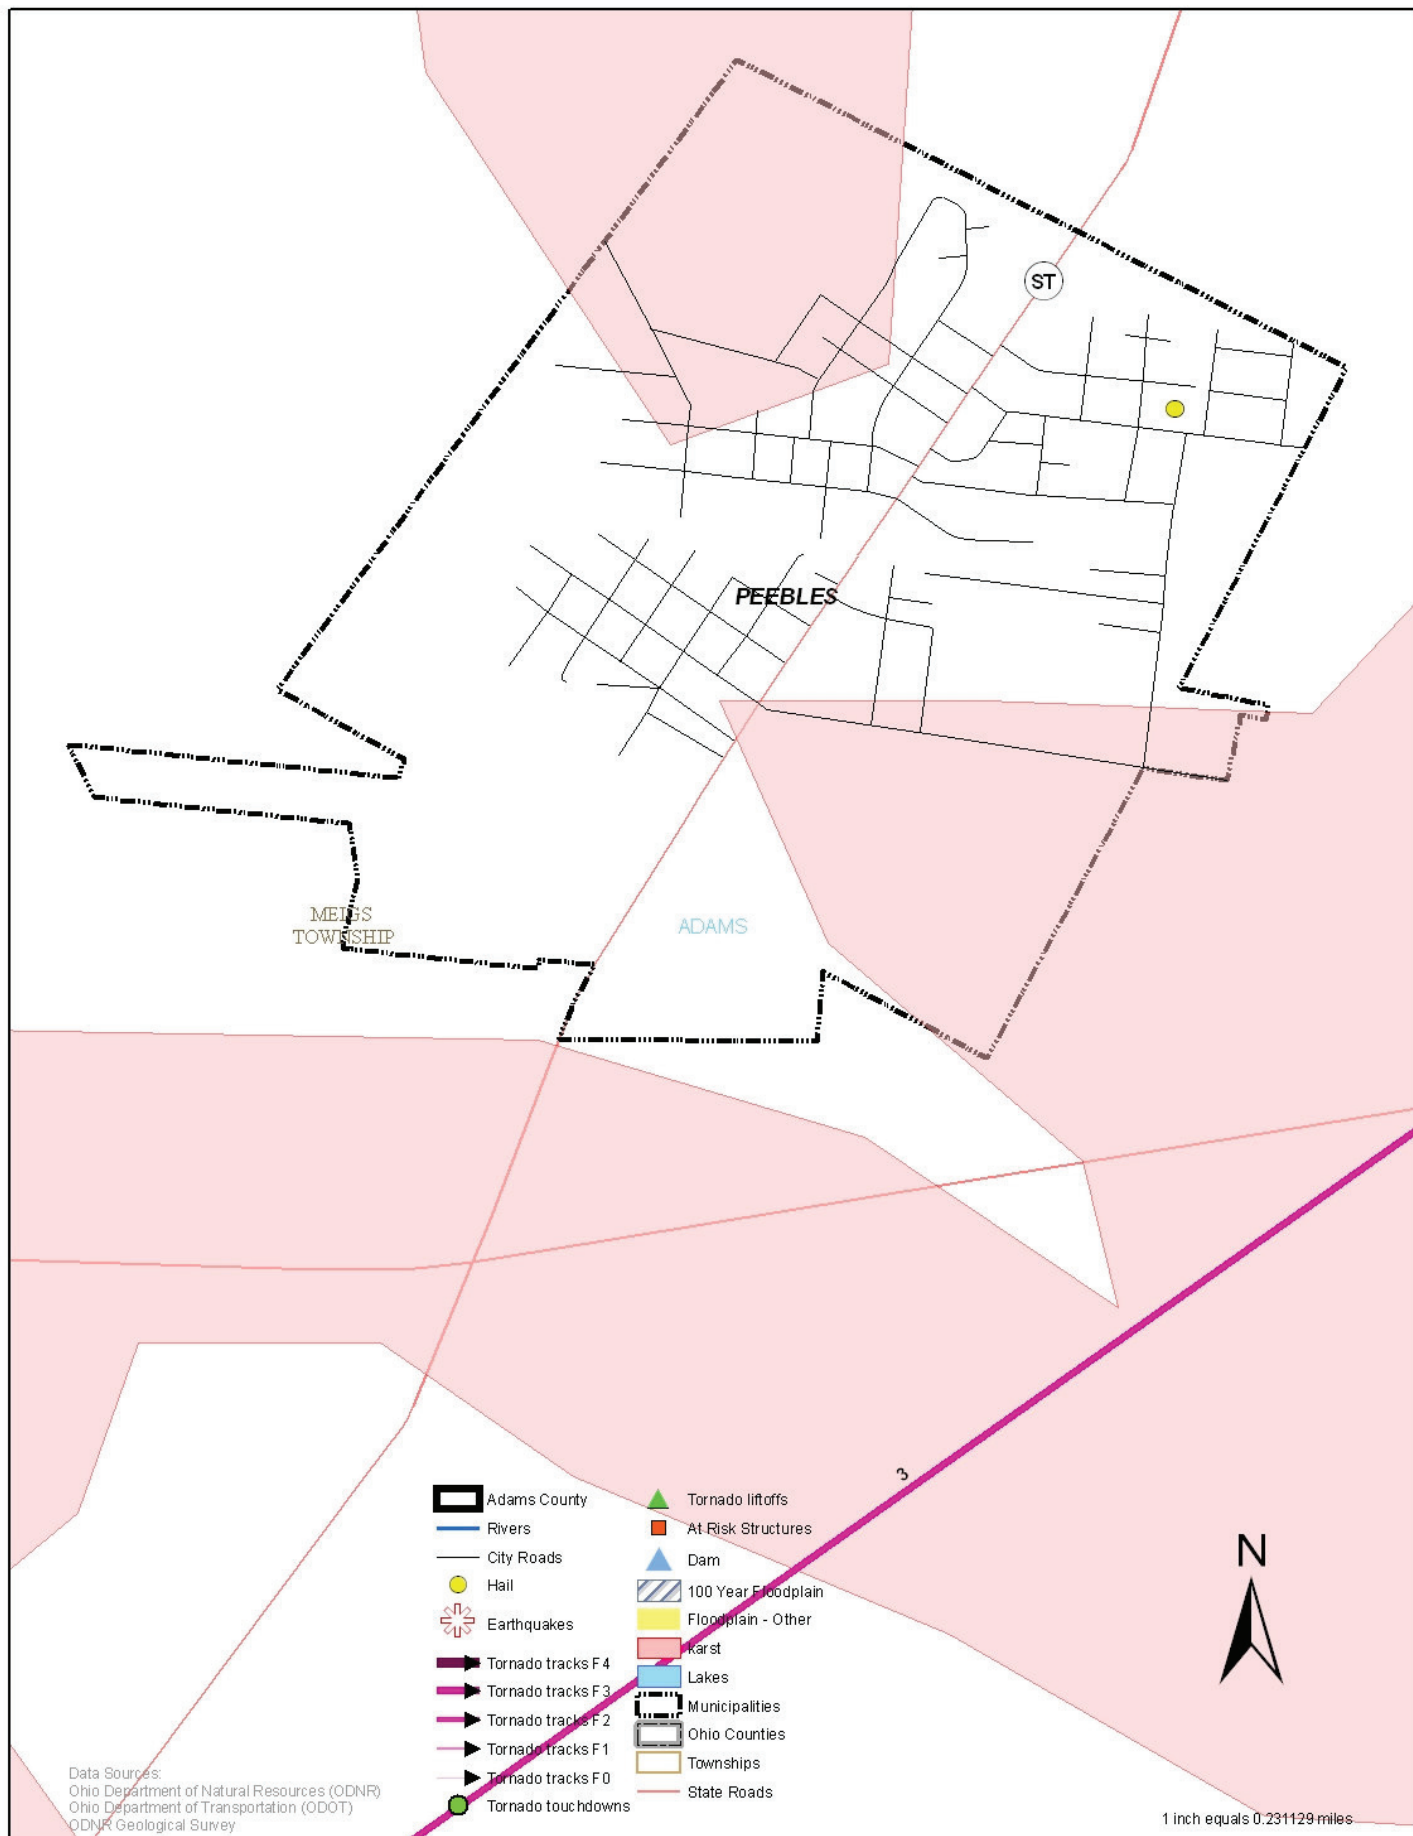 ST
PEEBLES
MEIGS
TOWNSHIP
ADAMS
3
Adams County
Rivers
City Roads
Hail
Earthquakes
Tornado tracks F4
Tornado tracks F3
Tornado tracks F2
Tornado tracks F1
Tornado tracks F0
Tornado touchdowns
Tornado liftoffs
At Risk Structures
Dam
100 Year Floodplain
Floodplain - Other
karst
Lakes
Municipalities
Ohio Counties
Townships
State Roads
N
Data Sources:
Ohio Department of Natural Resources (ODNR)
Ohio Department of Transportation (ODOT)
ODNR Geological Survey
1 inch equals 0.231129 miles